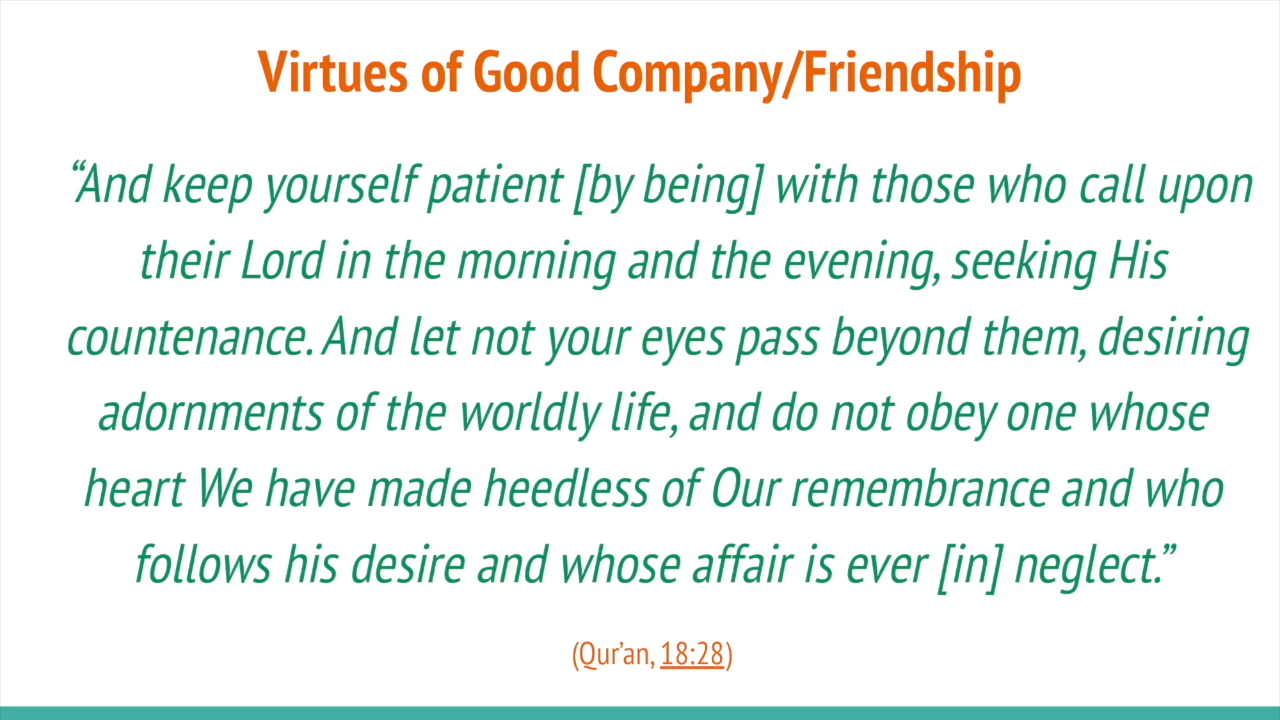 Virtues of Good Company/Friendship
“And keep yourself patient [by being] with those who call upon
their Lord in the morning and the evening, seeking His
countenance. And let not your eyes pass beyond them, desiring
adornments of the worldly life, and do not obey one whose
heart We have made heedless of Our remembrance and who
follows his desire and whose affair is ever [in] neglect.”
(Qur’an, 18:28)